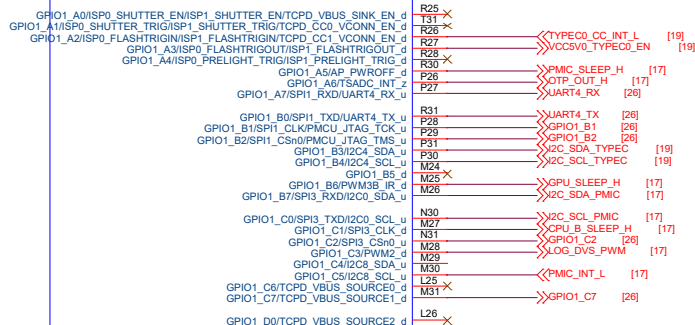 GPIO1_A0/ISP0_SHUTTER_EN/ISP1_SHUTTER_EN/TCPD_VBUS_SINK_EN_d R25
GPIO1_A1/ISP0_SHUTTER_TRIG/ISP1_SHUTTER_TRIG/TCPD_CC0_VCONN_EN_d T31
GPIO1_A2/ISP0_FLASHTRIGIN/ISP1_FLASHTRIGIN/TCPD_CC1_VCONN_EN_d R26 TYPEC0_CC_INT_L [19]
GPIO1_A3/ISP0_FLASHTRIGOUT/ISP1_FLASHTRIGOUT_d R27 VCC5V0_TYPEC0_EN [19]
GPIO1_A4/ISP0_PRELIGHT_TRIG/ISP1_PRELIGHT_TRIG_d R28
GPIO1_A5/AP_PWROFF_d R30 PMIC_SLEEP_H [17]
GPIO1_A6/TSADC_INT_z P26 OTP_OUT_H [17]
GPIO1_A7/SPI1_RXD/UART4_RX_u P27 UART4_RX [26]
GPIO1_B0/SPI1_TXD/UART4_TX_u R31 UART4_TX [26]
GPIO1_B1/SPI1_CLK/PMCU_JTAG_TCK_u P28 GPIO1_B1 [26]
GPIO1_B2/SPI1_CSn0/PMCU_JTAG_TMS_u P29 GPIO1_B2 [26]
GPIO1_B3/I2C4_SDA_u P31 I2C_SDA_TYPEC [19]
GPIO1_B4/I2C4_SCL_u P30 I2C_SCL_TYPEC [19]
GPIO1_B5_d M24
GPIO1_B6/PWM3B_IR_d M25 GPU_SLEEP_H [17]
GPIO1_B7/SPI3_RXD/I2C0_SDA_u M26 I2C_SDA_PMIC [17]
GPIO1_C0/SPI3_TXD/I2C0_SCL_u N30 I2C_SCL_PMIC [17]
GPIO1_C1/SPI3_CLK_d M27 CPU_B_SLEEP_H [17]
GPIO1_C2/SPI3_CSn0_u N31 GPIO1_C2 [26]
GPIO1_C3/PWM2_d M28 LOG_DVS_PWM [17]
GPIO1_C4/I2C8_SDA_u M29
GPIO1_C5/I2C8_SCL_u M30 PMIC_INT_L [17]
GPIO1_C6/TCPD_VBUS_SOURCE0_d L25
GPIO1_C7/TCPD_VBUS_SOURCE1_d M31 GPIO1_C7 [26]
GPIO1_D0/TCPD_VBUS_SOURCE2_d L26